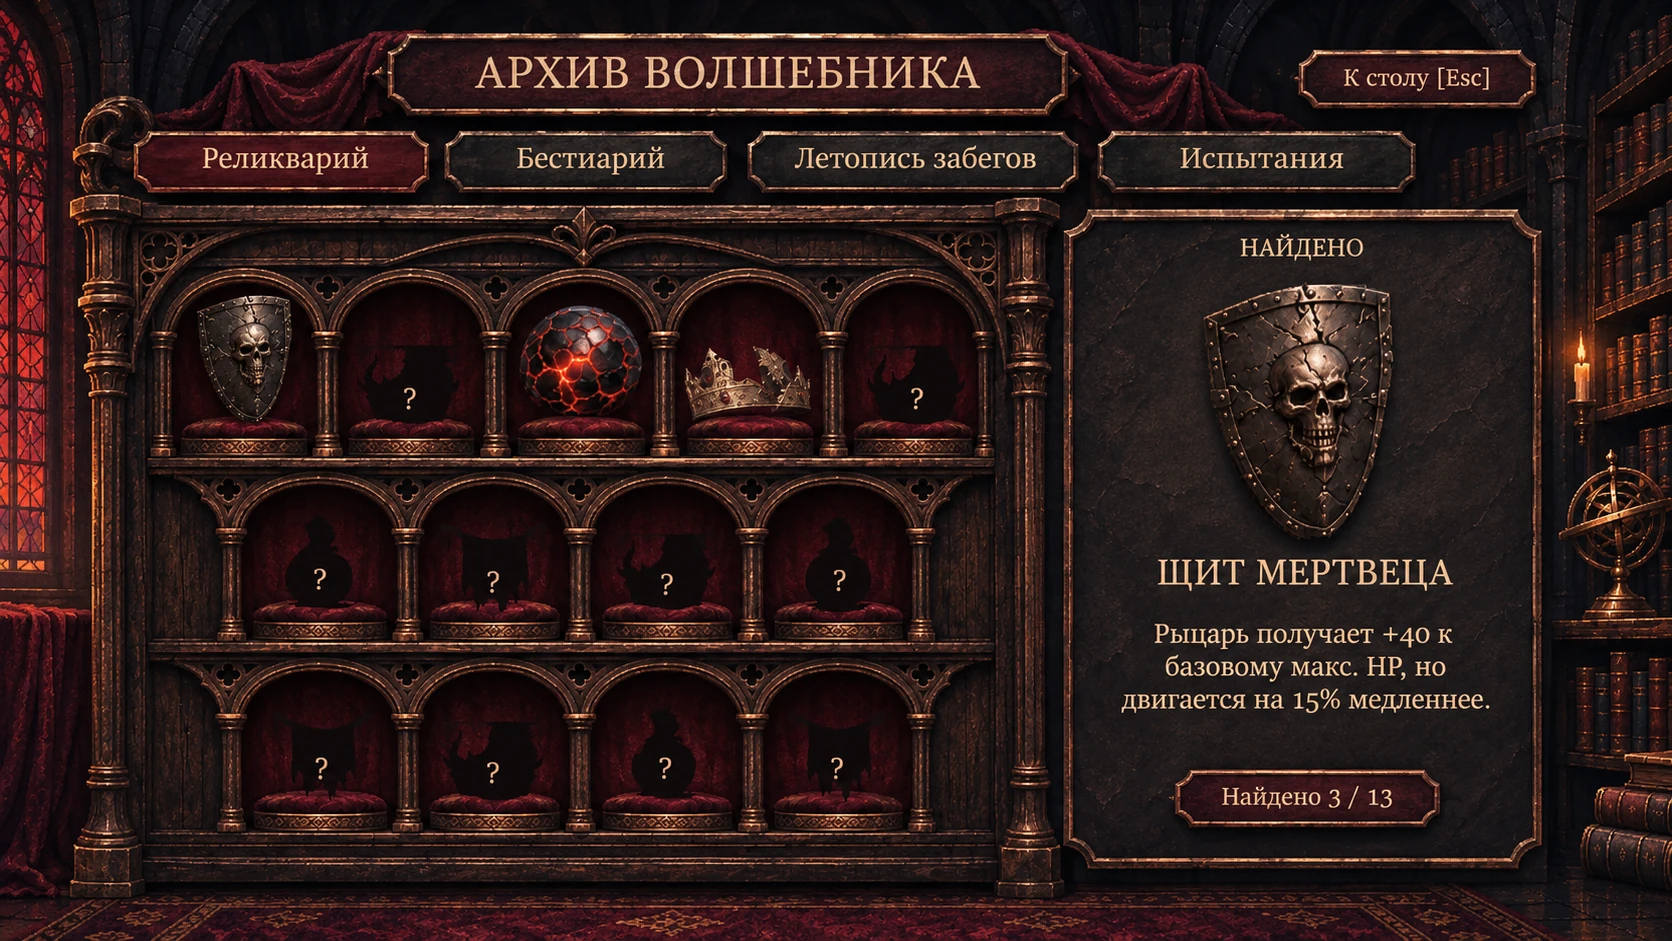 АРХИВ ВОЛШЕБНИКА
К столу [Esc]
Реликварий
Бестиарий
Летопись забегов
Испытания
НАЙДЕНО
?
?
?
?
?
?
?
?
?
?
ЩИТ МЕРТВЕЦА
Рыцарь получает +40 к
базовому макс. HP, но
двигается на 15% медленнее.
Найдено 3 / 13